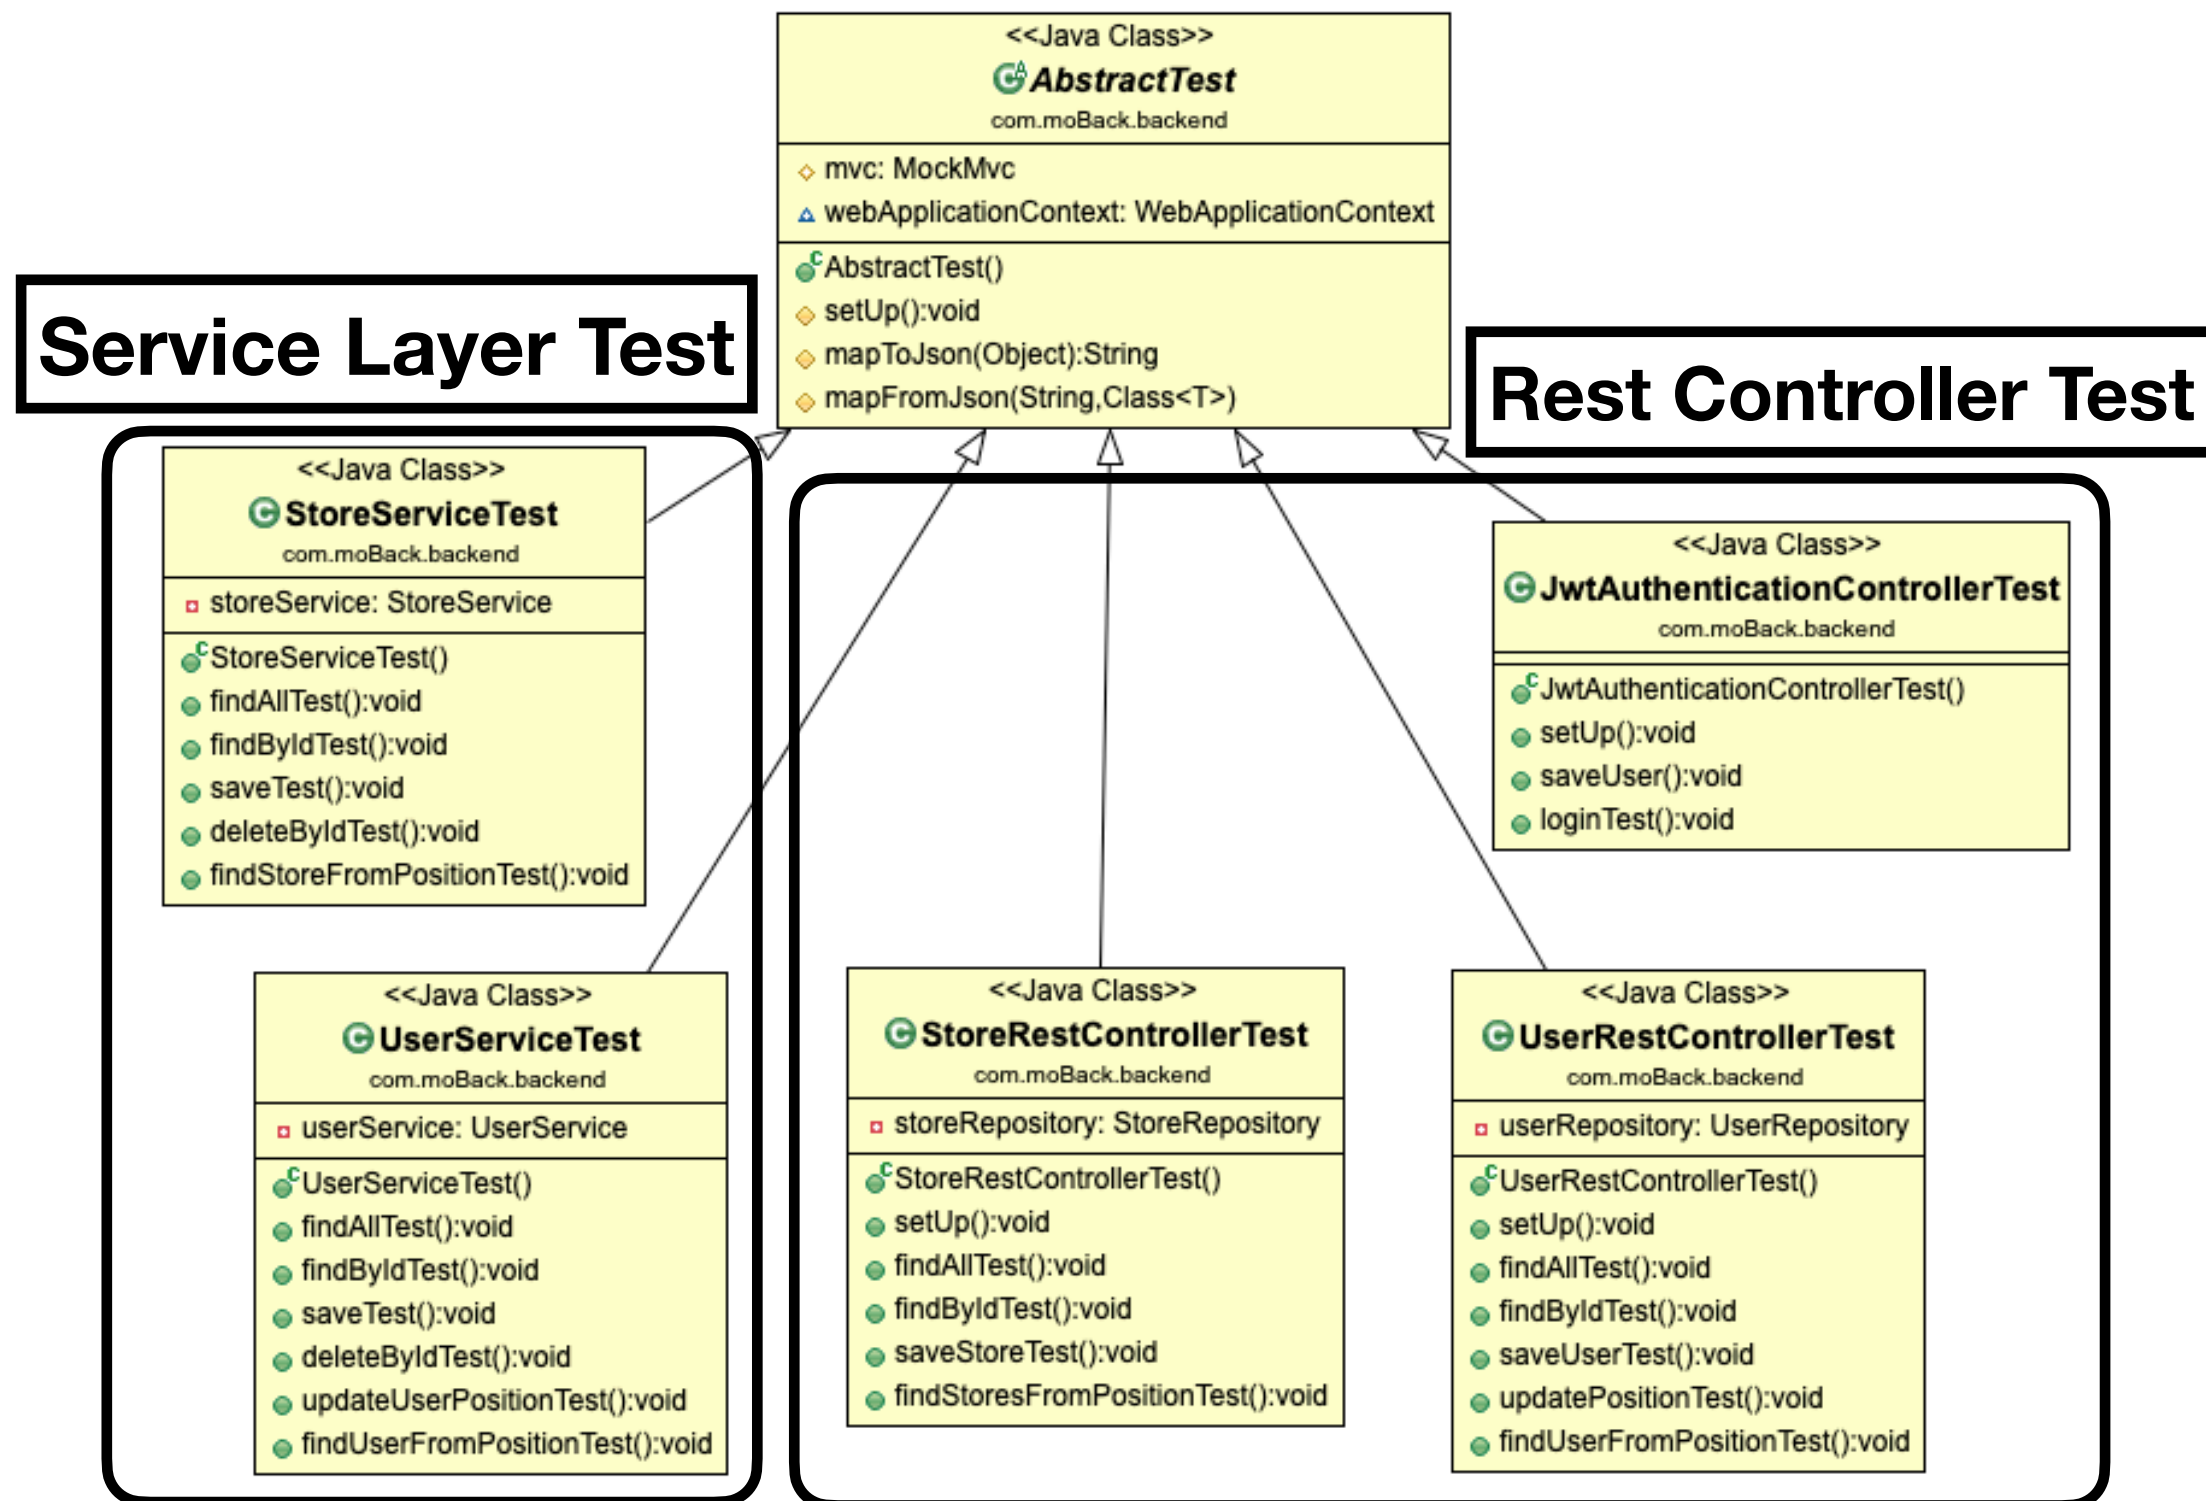 <<Java Class>>
AbstractTest
com.moBack.backend
mvc: MockMvc
webApplicationContext: WebApplicationContext
AbstractTest()
setUp():void
mapToJson(Object):String
mapFromJson(String,Class<T>)
Service Layer Test
Rest Controller Test
<<Java Class>>
StoreServiceTest
com.moBack.backend
storeService: StoreService
StoreServiceTest()
findAllTest():void
findByIdTest():void
saveTest():void
deleteByIdTest():void
findStoreFromPositionTest():void
<<Java Class>>
JwtAuthenticationControllerTest
com.moBack.backend
JwtAuthenticationControllerTest()
setUp():void
saveUser():void
loginTest():void
<<Java Class>>
UserServiceTest
com.moBack.backend
userService: UserService
UserServiceTest()
findAllTest():void
findByIdTest():void
saveTest():void
deleteByIdTest():void
updateUserPositionTest():void
findUserFromPositionTest():void
<<Java Class>>
StoreRestControllerTest
com.moBack.backend
storeRepository: StoreRepository
StoreRestControllerTest()
setUp():void
findAllTest():void
findByIdTest():void
saveStoreTest():void
findStoresFromPositionTest():void
<<Java Class>>
UserRestControllerTest
com.moBack.backend
userRepository: UserRepository
UserRestControllerTest()
setUp():void
findAllTest():void
findByIdTest():void
saveUserTest():void
updatePositionTest():void
findUserFromPositionTest():void